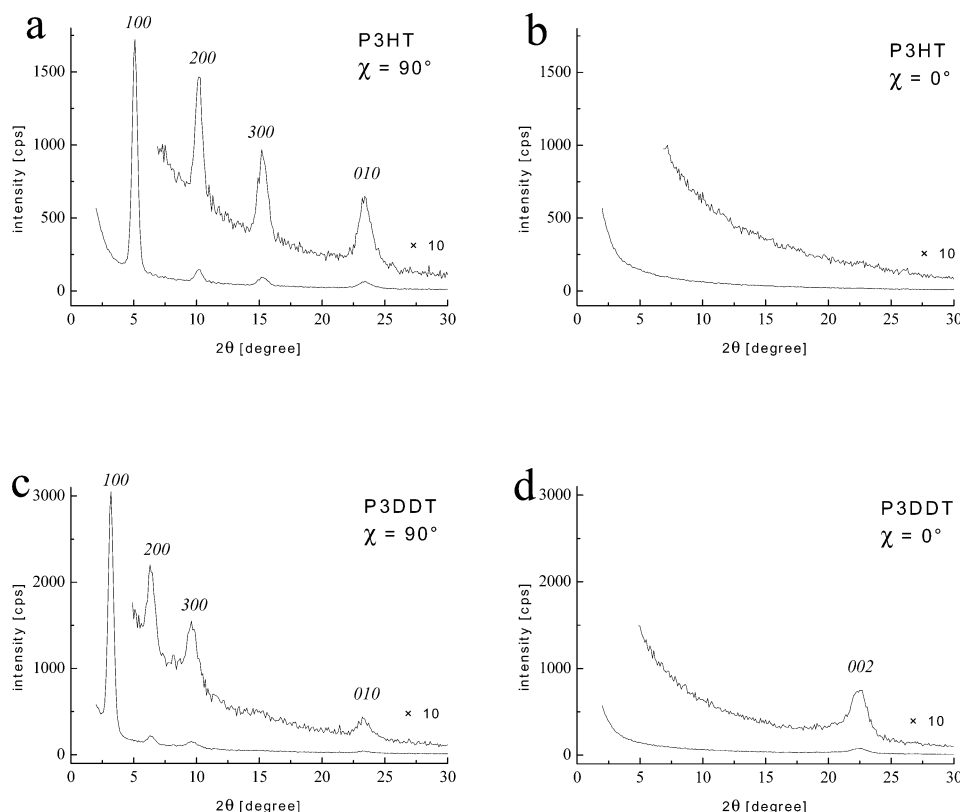 a
100
200
300
010
P3HT
χ = 90°
× 10
1500
1000
500
0
intensity [cps]
0 5 10 15 20 25 30
2θ [degree]
b
P3HT
χ = 0°
× 10
1500
1000
500
0
intensity [cps]
0 5 10 15 20 25 30
2θ [degree]
c
100
200
300
010
P3DDT
χ = 90°
× 10
3000
2000
1000
0
intensity [cps]
0 5 10 15 20 25 30
2θ [degree]
d
002
P3DDT
χ = 0°
× 10
3000
2000
1000
0
intensity [cps]
0 5 10 15 20 25 30
2θ [degree]